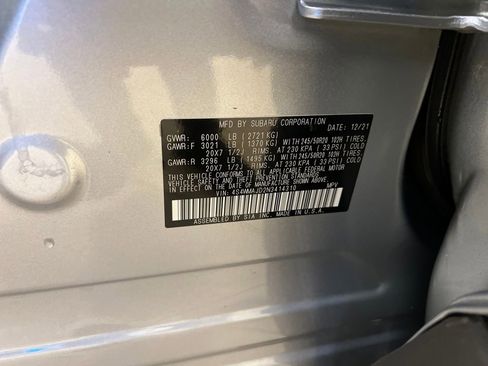 MFD BY SUBARU CORPORATION DATE: 12/21
GVWR: 6000 LB (2721 KG)
GAWR:F 3021 LB (1370 KG) WITH 245/50R20 102H TIRES.
20X7 1/2J RIMS. AT 230 KPA (33 PSI) COLD
GAWR:R 3296 LB (1495 KG) WITH 245/50R20 102H TIRES.
20X7 1/2J RIMS. AT 230 KPA (33 PSI) COLD
THIS VEHICLE CONFORMS TO ALL APPLICABLE FEDERAL MOTOR
VEHICLE SAFETY, BUMPER, AND THEFT PREVENTION STANDARDS
IN EFFECT ON THE DATE OF MANUFACTURE SHOWN ABOVE.
VIN: 4S4WMAJD2N3414310 MPV
ASSEMBLED BY SIA INC. MADE IN U.S.A.